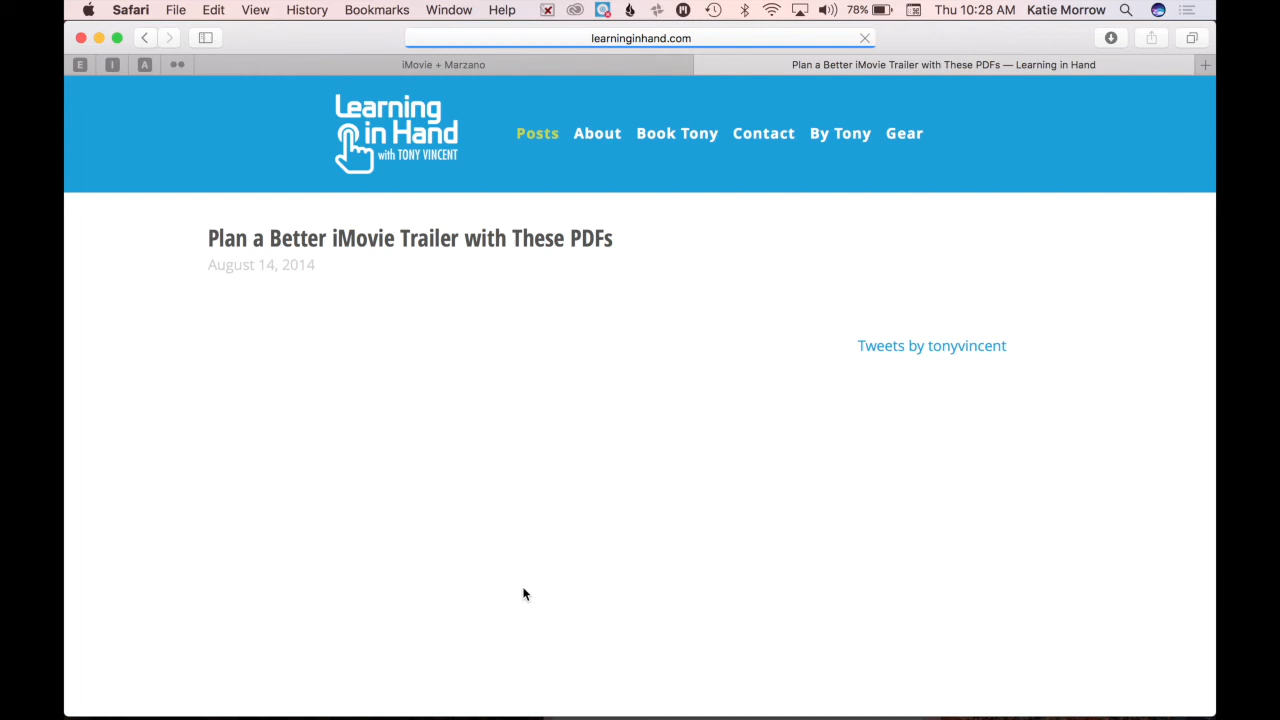 Safari File Edit View History Bookmarks Window Help 78% Thu 10:28 AM Katie Morrow
learninginhand.com
E I A iMovie + Marzano Plan a Better iMovie Trailer with These PDFs — Learning in Hand
Learning
in Hand
with TONY VINCENT
Posts About Book Tony Contact By Tony Gear
Plan a Better iMovie Trailer with These PDFs
August 14, 2014
Tweets by tonyvincent